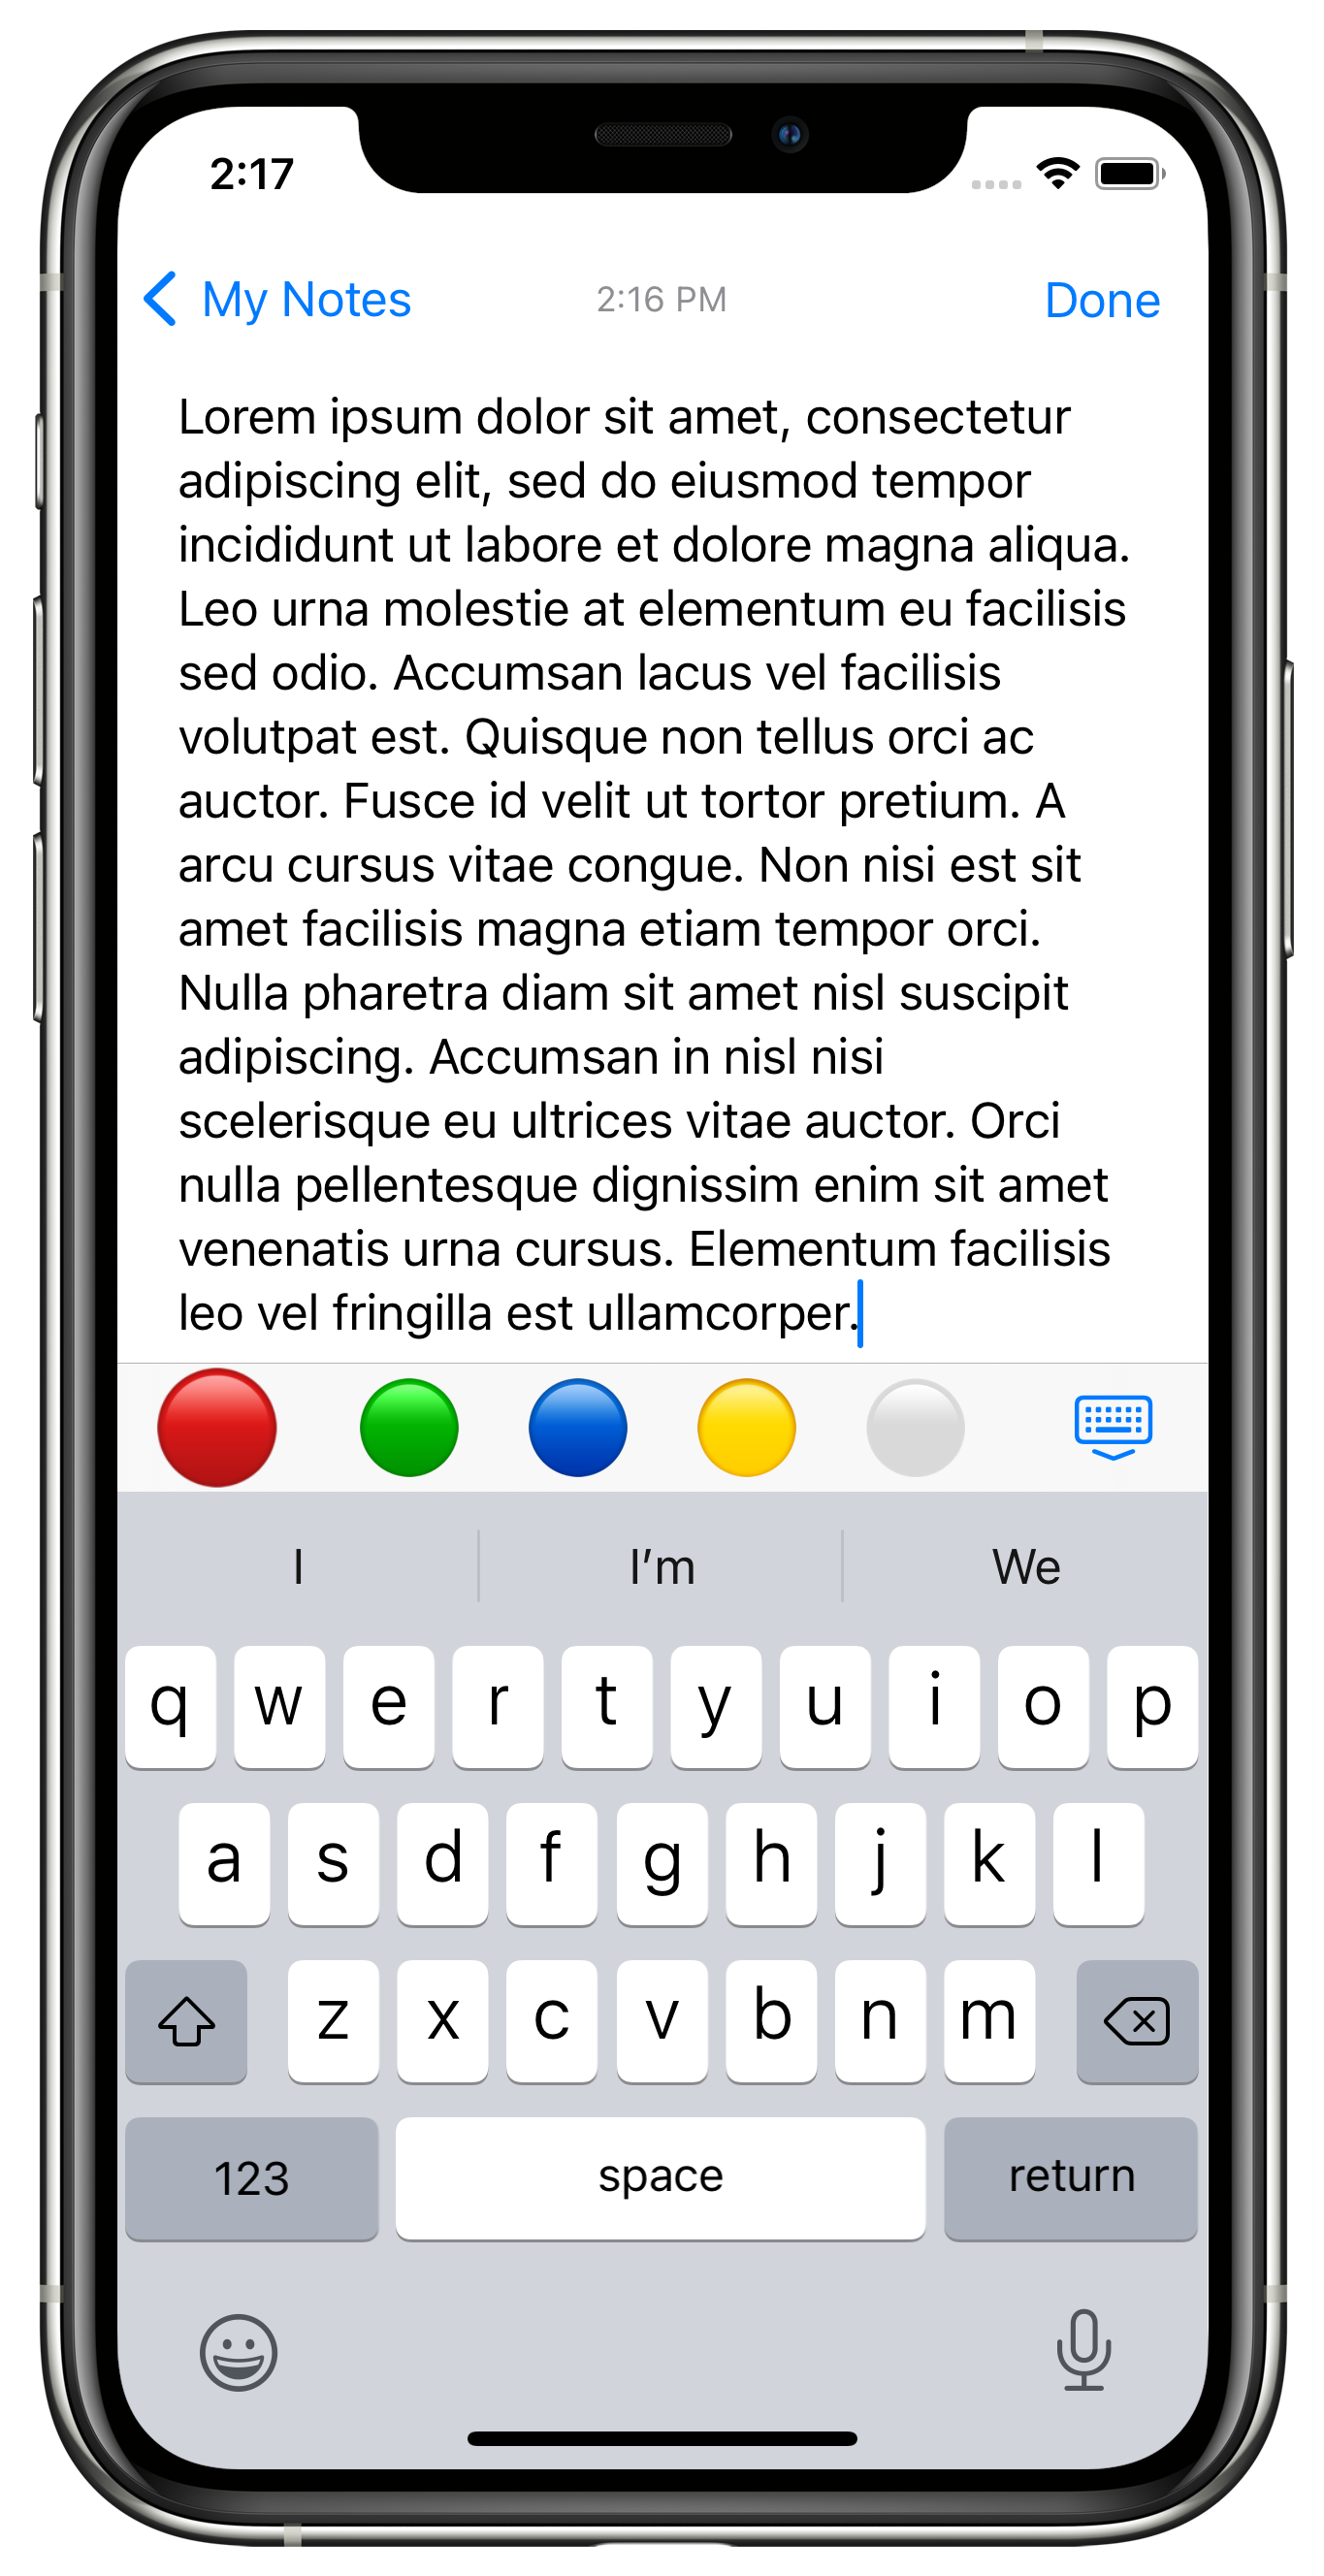 2:17
My Notes
2:16 PM
Done
Lorem ipsum dolor sit amet, consectetur
adipiscing elit, sed do eiusmod tempor
incididunt ut labore et dolore magna aliqua.
Leo urna molestie at elementum eu facilisis
sed odio. Accumsan lacus vel facilisis
volutpat est. Quisque non tellus orci ac
auctor. Fusce id velit ut tortor pretium. A
arcu cursus vitae congue. Non nisi est sit
amet facilisis magna etiam tempor orci.
Nulla pharetra diam sit amet nisl suscipit
adipiscing. Accumsan in nisl nisi
scelerisque eu ultrices vitae auctor. Orci
nulla pellentesque dignissim enim sit amet
venenatis urna cursus. Elementum facilisis
leo vel fringilla est ullamcorper.
I I’m We
q w e r t y u i o p
a s d f g h j k l
z x c v b n m
123 space return